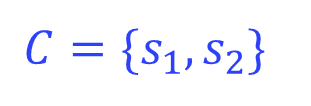 C = {s₁, s₂}